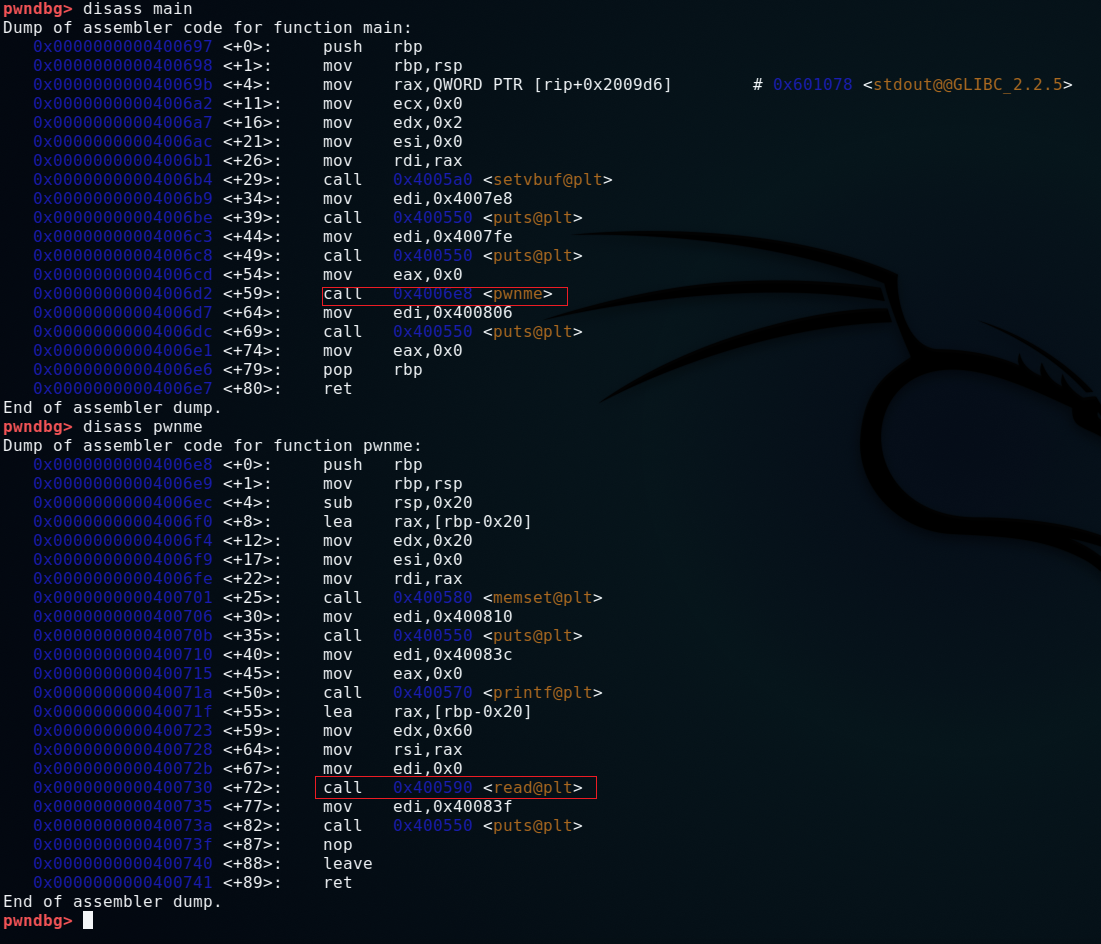 pwndbg> disass main
Dump of assembler code for function main:
   0x0000000000400697 <+0>:     push   rbp
   0x0000000000400698 <+1>:     mov    rbp,rsp
   0x000000000040069b <+4>:     mov    rax,QWORD PTR [rip+0x2009d6]        # 0x601078 <stdout@@GLIBC_2.2.5>
   0x00000000004006a2 <+11>:    mov    ecx,0x0
   0x00000000004006a7 <+16>:    mov    edx,0x2
   0x00000000004006ac <+21>:    mov    esi,0x0
   0x00000000004006b1 <+26>:    mov    rdi,rax
   0x00000000004006b4 <+29>:    call   0x4005a0 <setvbuf@plt>
   0x00000000004006b9 <+34>:    mov    edi,0x4007e8
   0x00000000004006be <+39>:    call   0x400550 <puts@plt>
   0x00000000004006c3 <+44>:    mov    edi,0x4007fe
   0x00000000004006c8 <+49>:    call   0x400550 <puts@plt>
   0x00000000004006cd <+54>:    mov    eax,0x0
   0x00000000004006d2 <+59>:    call   0x4006e8 <pwnme>
   0x00000000004006d7 <+64>:    mov    edi,0x400806
   0x00000000004006dc <+69>:    call   0x400550 <puts@plt>
   0x00000000004006e1 <+74>:    mov    eax,0x0
   0x00000000004006e6 <+79>:    pop    rbp
   0x00000000004006e7 <+80>:    ret
End of assembler dump.
pwndbg> disass pwnme
Dump of assembler code for function pwnme:
   0x00000000004006e8 <+0>:     push   rbp
   0x00000000004006e9 <+1>:     mov    rbp,rsp
   0x00000000004006ec <+4>:     sub    rsp,0x20
   0x00000000004006f0 <+8>:     lea    rax,[rbp-0x20]
   0x00000000004006f4 <+12>:    mov    edx,0x20
   0x00000000004006f9 <+17>:    mov    esi,0x0
   0x00000000004006fe <+22>:    mov    rdi,rax
   0x0000000000400701 <+25>:    call   0x400580 <memset@plt>
   0x0000000000400706 <+30>:    mov    edi,0x400810
   0x000000000040070b <+35>:    call   0x400550 <puts@plt>
   0x0000000000400710 <+40>:    mov    edi,0x40083c
   0x0000000000400715 <+45>:    mov    eax,0x0
   0x000000000040071a <+50>:    call   0x400570 <printf@plt>
   0x000000000040071f <+55>:    lea    rax,[rbp-0x20]
   0x0000000000400723 <+59>:    mov    edx,0x60
   0x0000000000400728 <+64>:    mov    rsi,rax
   0x000000000040072b <+67>:    mov    edi,0x0
   0x0000000000400730 <+72>:    call   0x400590 <read@plt>
   0x0000000000400735 <+77>:    mov    edi,0x40083f
   0x000000000040073a <+82>:    call   0x400550 <puts@plt>
   0x000000000040073f <+87>:    nop
   0x0000000000400740 <+88>:    leave
   0x0000000000400741 <+89>:    ret
End of assembler dump.
pwndbg>